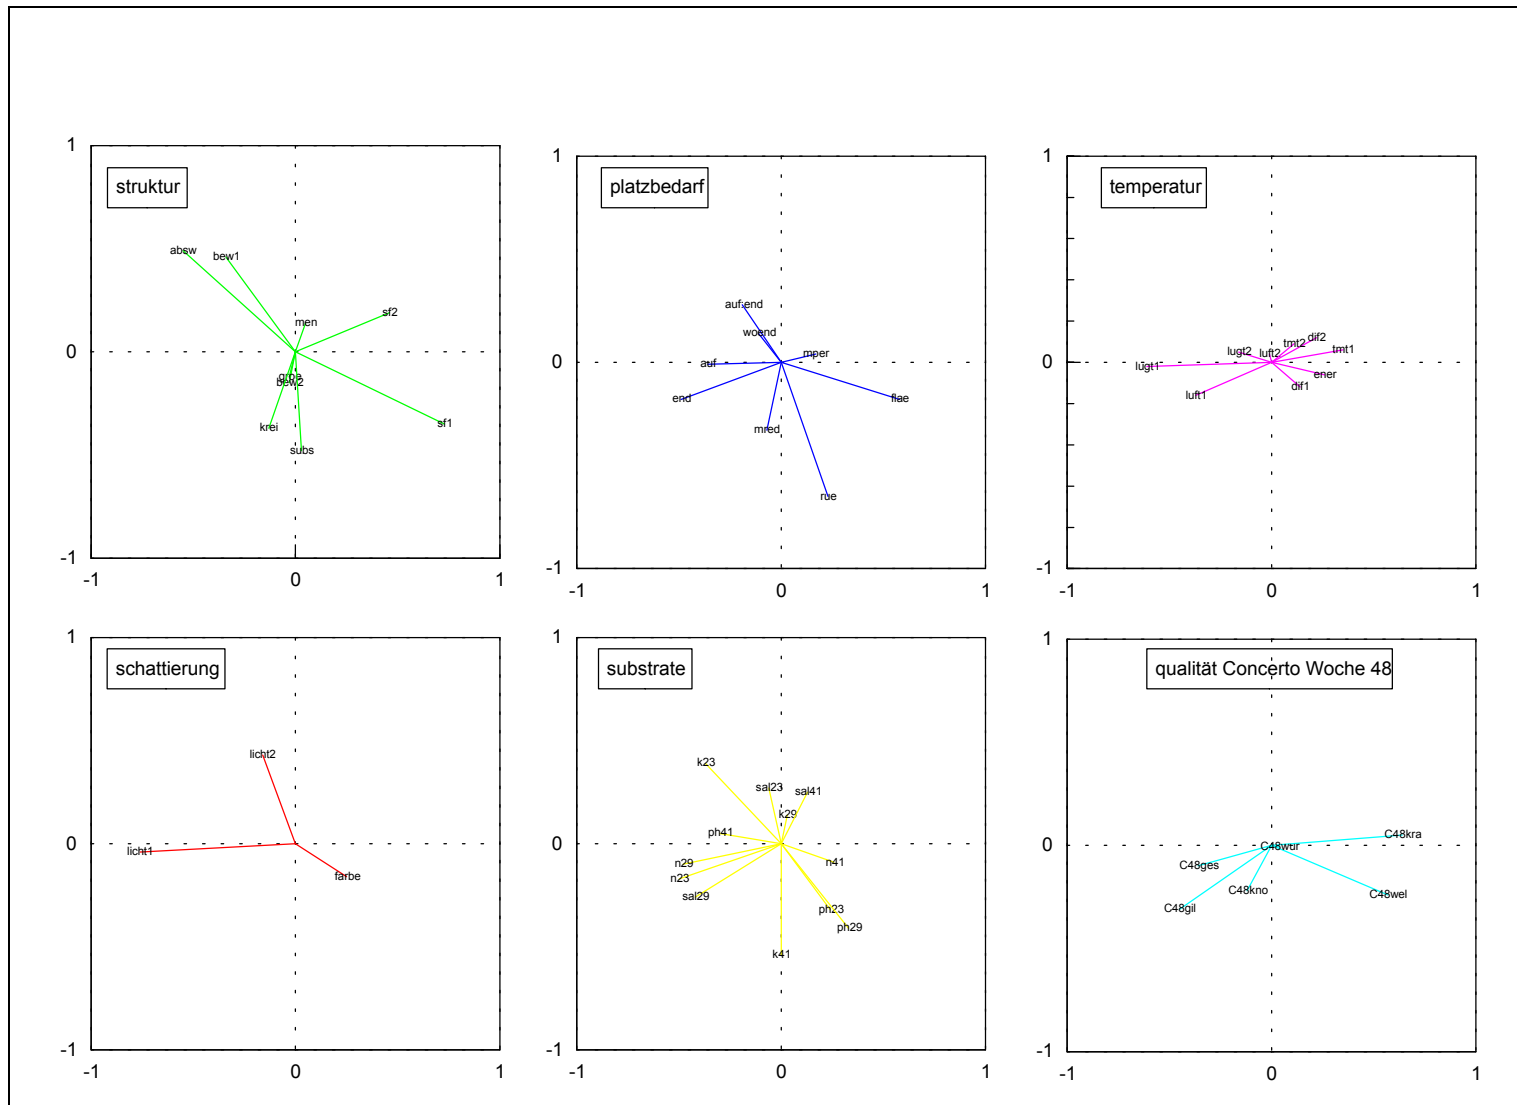 1
struktur
absw
bew1
men
sf2
0
groe
bew2
krei
subs
sf1
-1
-1
0
1
1
platzbedarf
auf.end
woend
mper
0
auf
end
mred
flae
rue
-1
-1
0
1
1
temperatur
dif2
tmt2
tmt1
lugt2
luft2
0
lugt1
ener
dif1
luft1
-1
-1
0
1
1
schattierung
licht2
0
licht1
farbe
-1
-1
0
1
1
substrate
k23
sal23
sal41
k29
ph41
0
n29
n41
n23
sal29
ph23
ph29
k41
-1
-1
0
1
1
qualität Concerto Woche 48
C48kra
0
C48wur
C48ges
C48kno
C48wel
C48gil
-1
-1
0
1